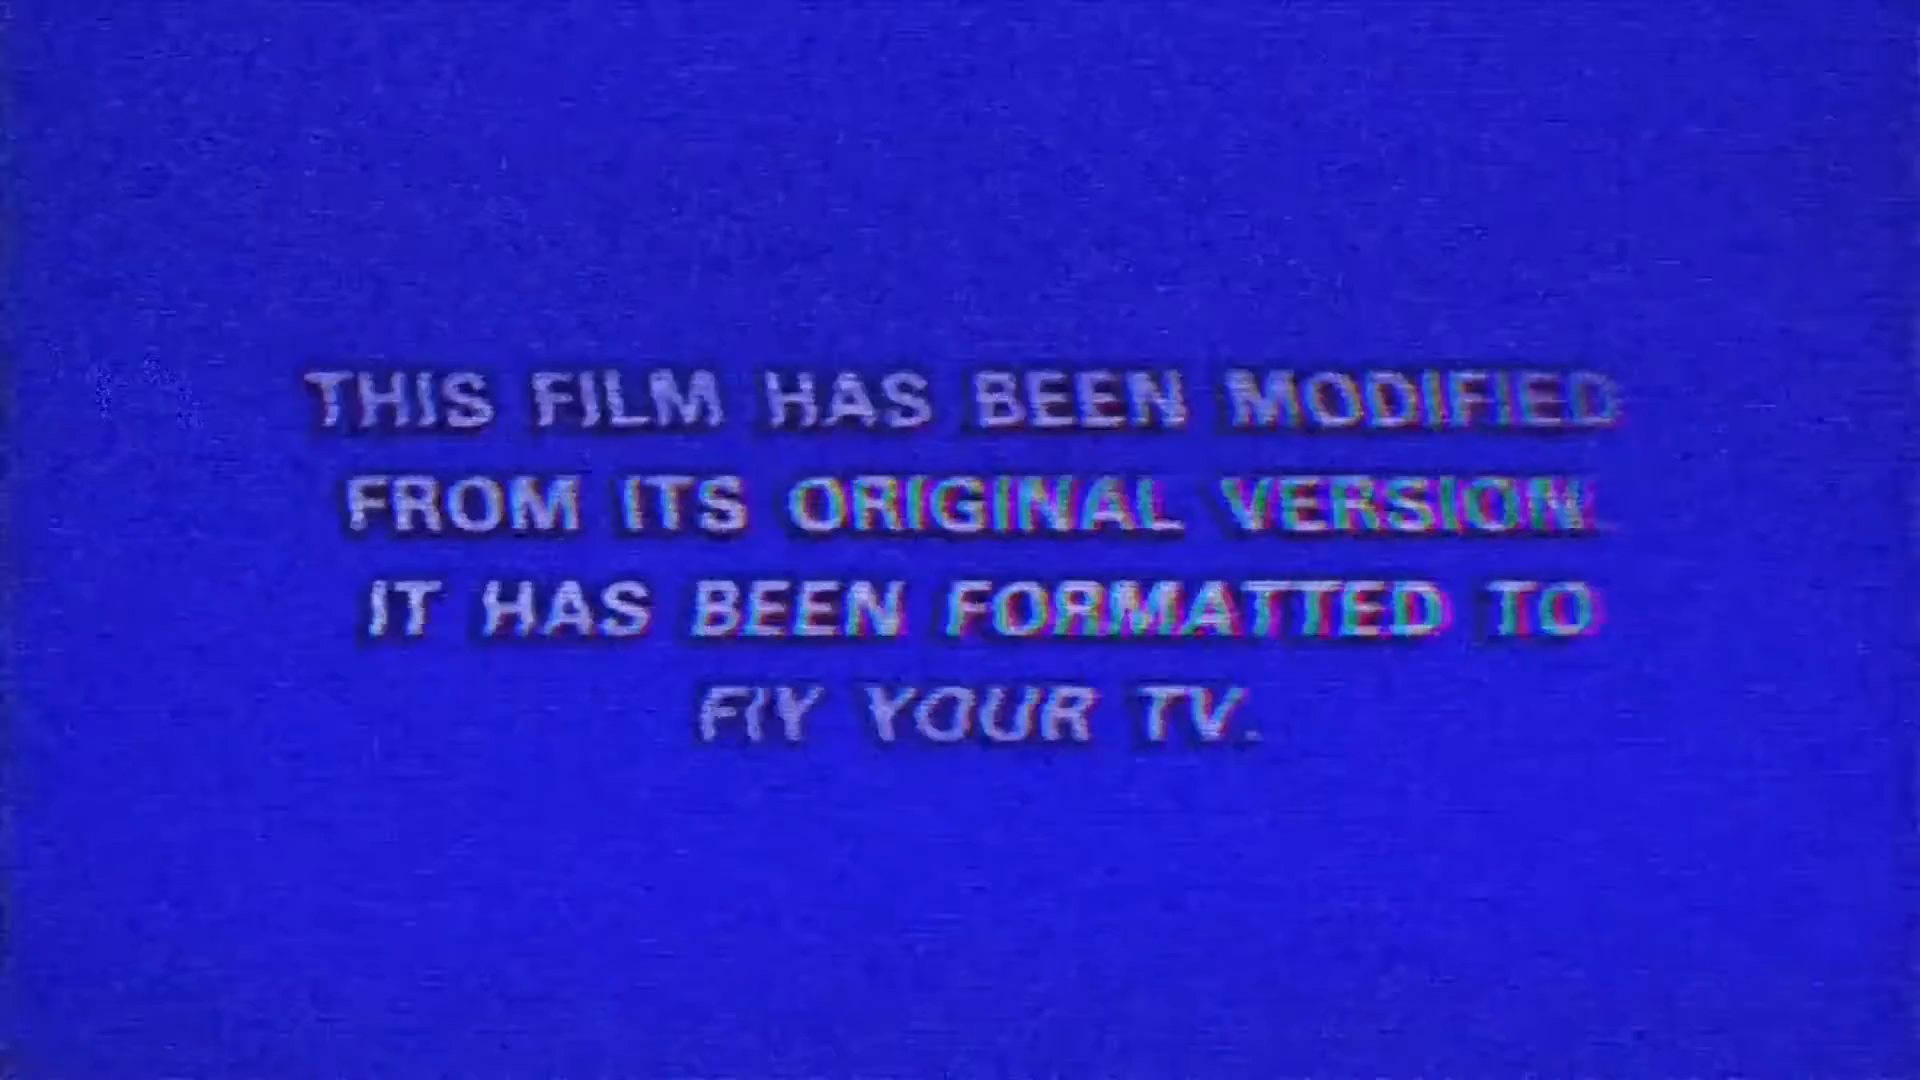 THIS FILM HAS BEEN MODIFIED
FROM ITS ORIGINAL VERSION.
IT HAS BEEN FORMATTED TO
FIY YOUR TV.